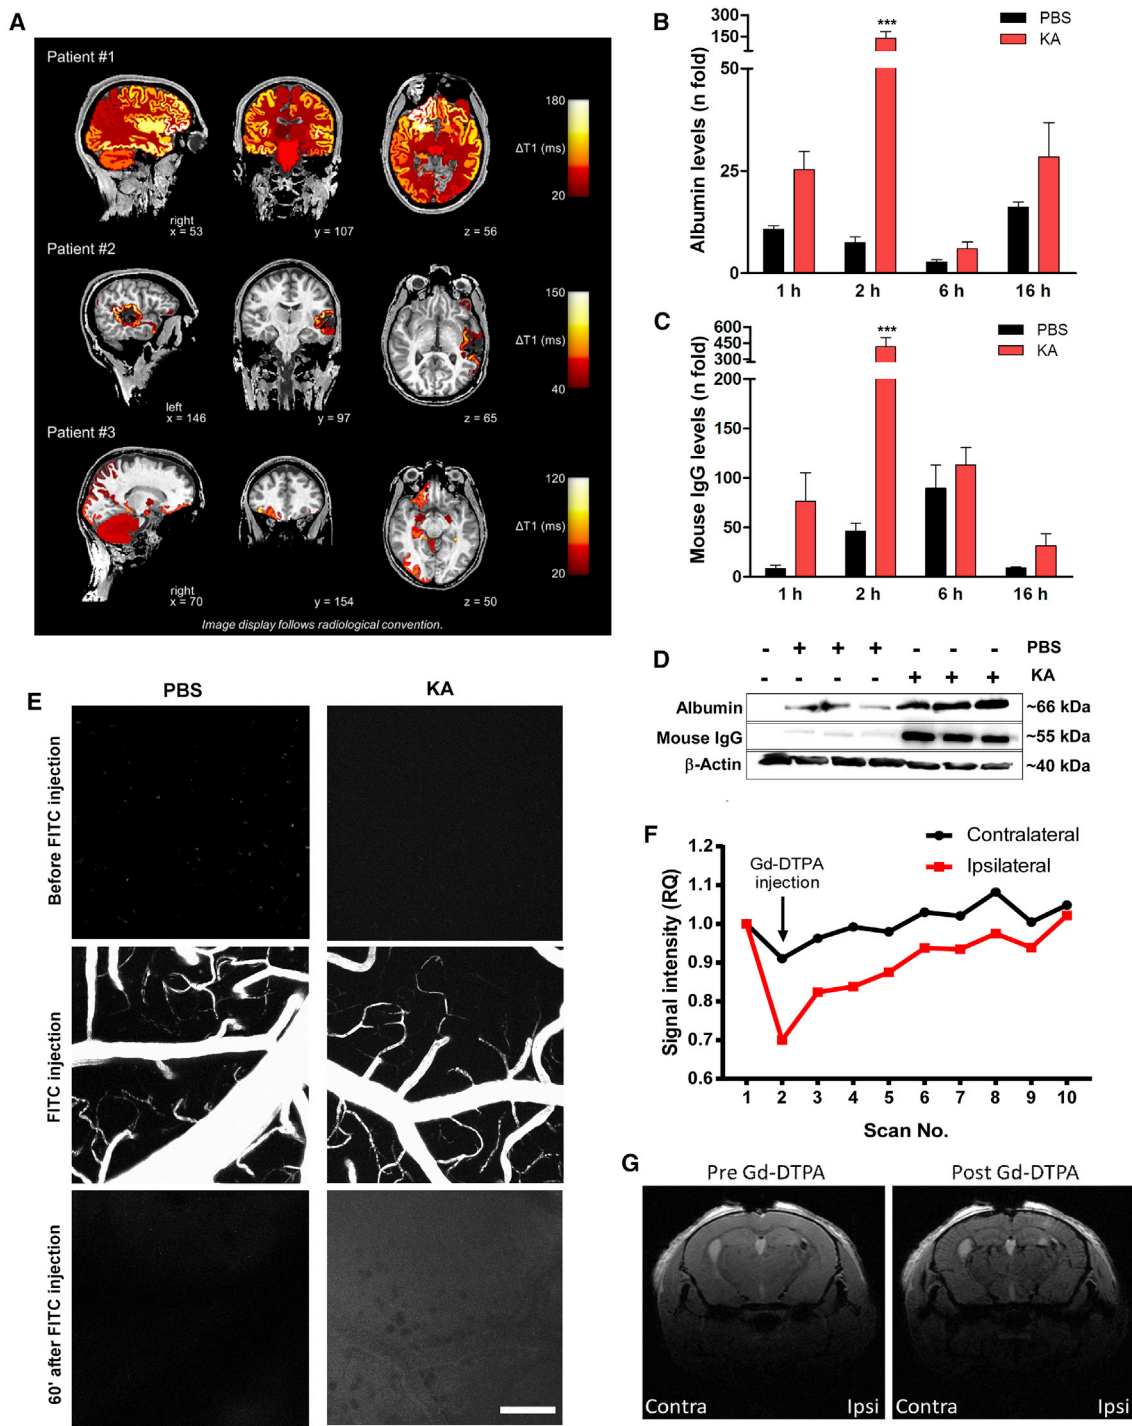 A
Patient #1
180
ΔT1 (ms)
20
right
x = 53
y = 107
z = 56
Patient #2
150
ΔT1 (ms)
40
left
x = 146
y = 97
z = 65
Patient #3
120
ΔT1 (ms)
20
right
x = 70
y = 154
z = 50
Image display follows radiological convention.
B
Albumin levels (n fold)
300
150
50
25
0
***
PBS
KA
1 h 2 h 6 h 16 h
C
Mouse IgG levels (n fold)
600
450
300
200
150
100
50
0
***
PBS
KA
1 h 2 h 6 h 16 h
D
- + + + - - - PBS
- - - - + + + KA
Albumin ~66 kDa
Mouse IgG ~55 kDa
β-Actin ~40 kDa
E
PBS KA
Before FITC injection
FITC injection
60' after FITC injection
F
Signal intensity (RQ)
1.2
1.1
1.0
0.9
0.8
0.7
0.6
Gd-DTPA
injection
Contralateral
Ipsilateral
1 2 3 4 5 6 7 8 9 10
Scan No.
G
Pre Gd-DTPA Post Gd-DTPA
Contra Ipsi Contra Ipsi